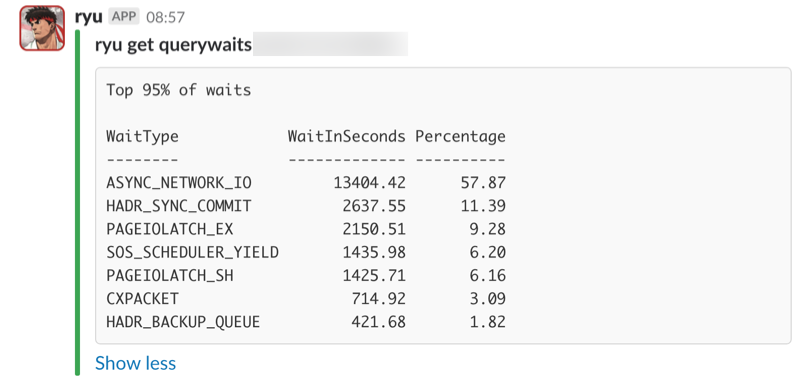 ryu APP 08:57
ryu get querywaits
Top 95% of waits
WaitType WaitInSeconds Percentage
-------- ------------- ----------
ASYNC_NETWORK_IO 13404.42 57.87
HADR_SYNC_COMMIT 2637.55 11.39
PAGEIOLATCH_EX 2150.51 9.28
SOS_SCHEDULER_YIELD 1435.98 6.20
PAGEIOLATCH_SH 1425.71 6.16
CXPACKET 714.92 3.09
HADR_BACKUP_QUEUE 421.68 1.82
Show less